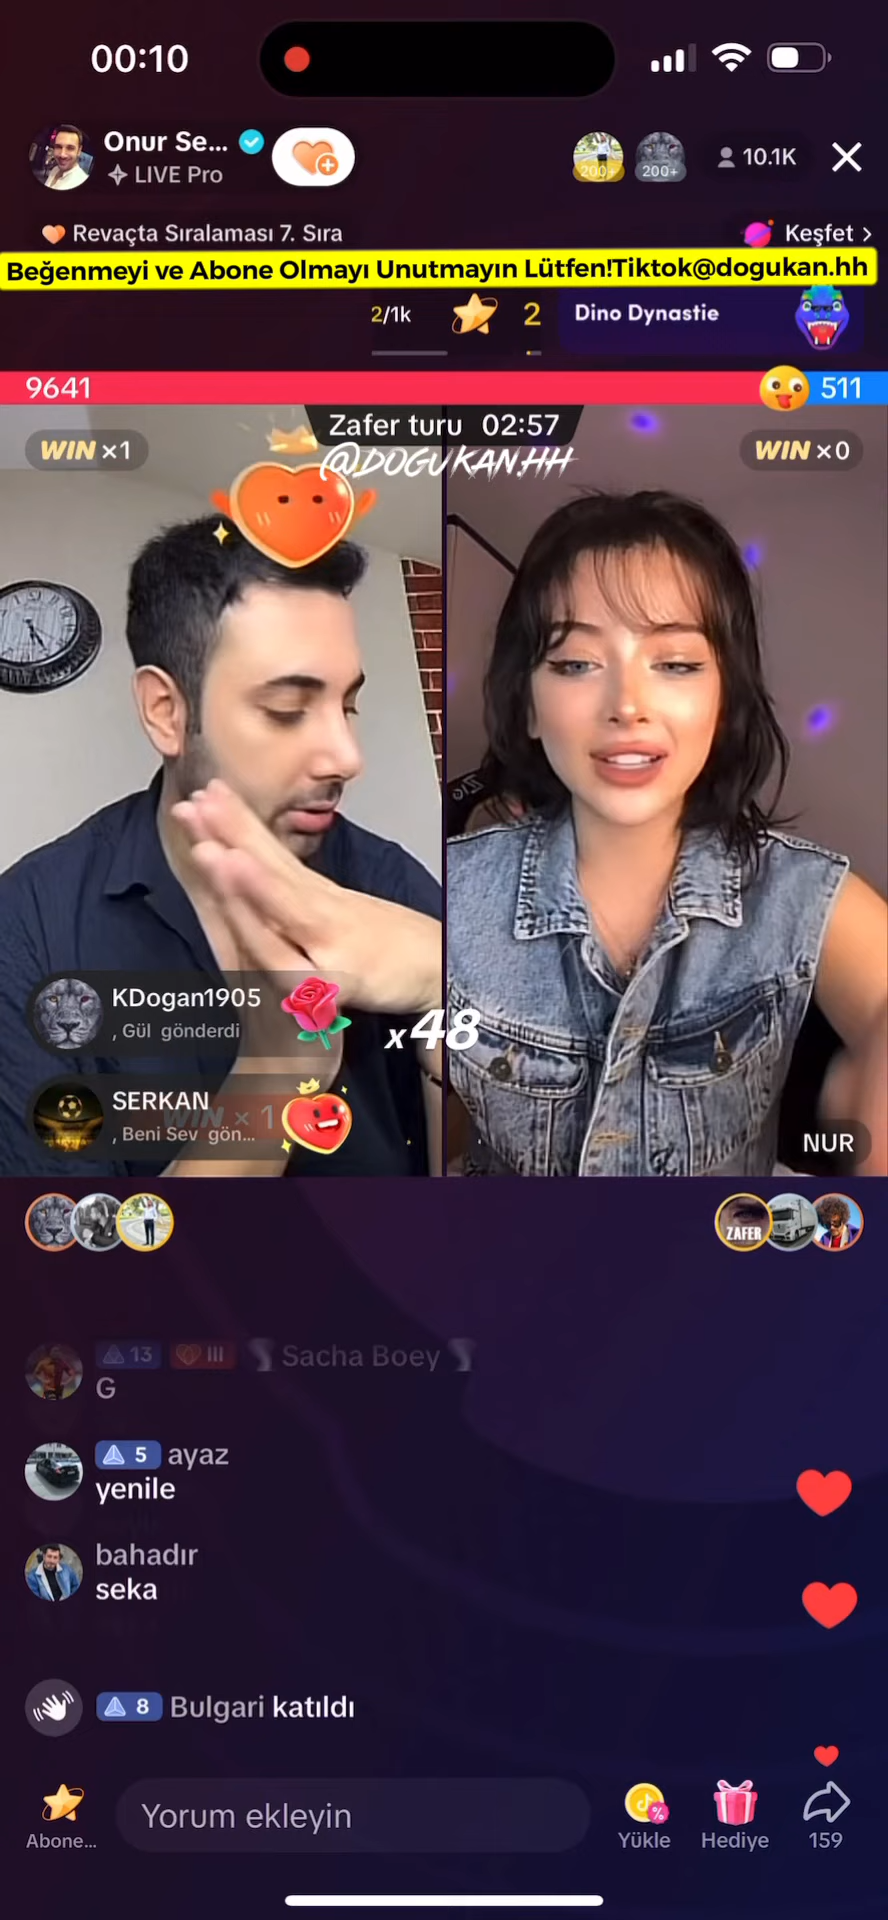 00:10
Onur Se...
LIVE Pro
200+
200+
10.1K
Revaçta Sıralaması 7. Sıra
Keşfet >
Beğenmeyi ve Abone Olmayı Unutmayın Lütfen!Tiktok@dogukan.hh
2/1k
2
Dino Dynastie
9641
511
Zafer turu 02:57
WIN x1
WIN x0
@DOGUKAN.HH
KDogan1905
, Gül gönderdi
x48
SERKAN
WIN x 1
, Beni Sev gön...
NUR
ZAFER
13 III Sacha Boey
G
5 ayaz
yenile
bahadır
seka
8 Bulgari katıldı
Abone...
Yorum ekleyin
Yükle
Hediye
159